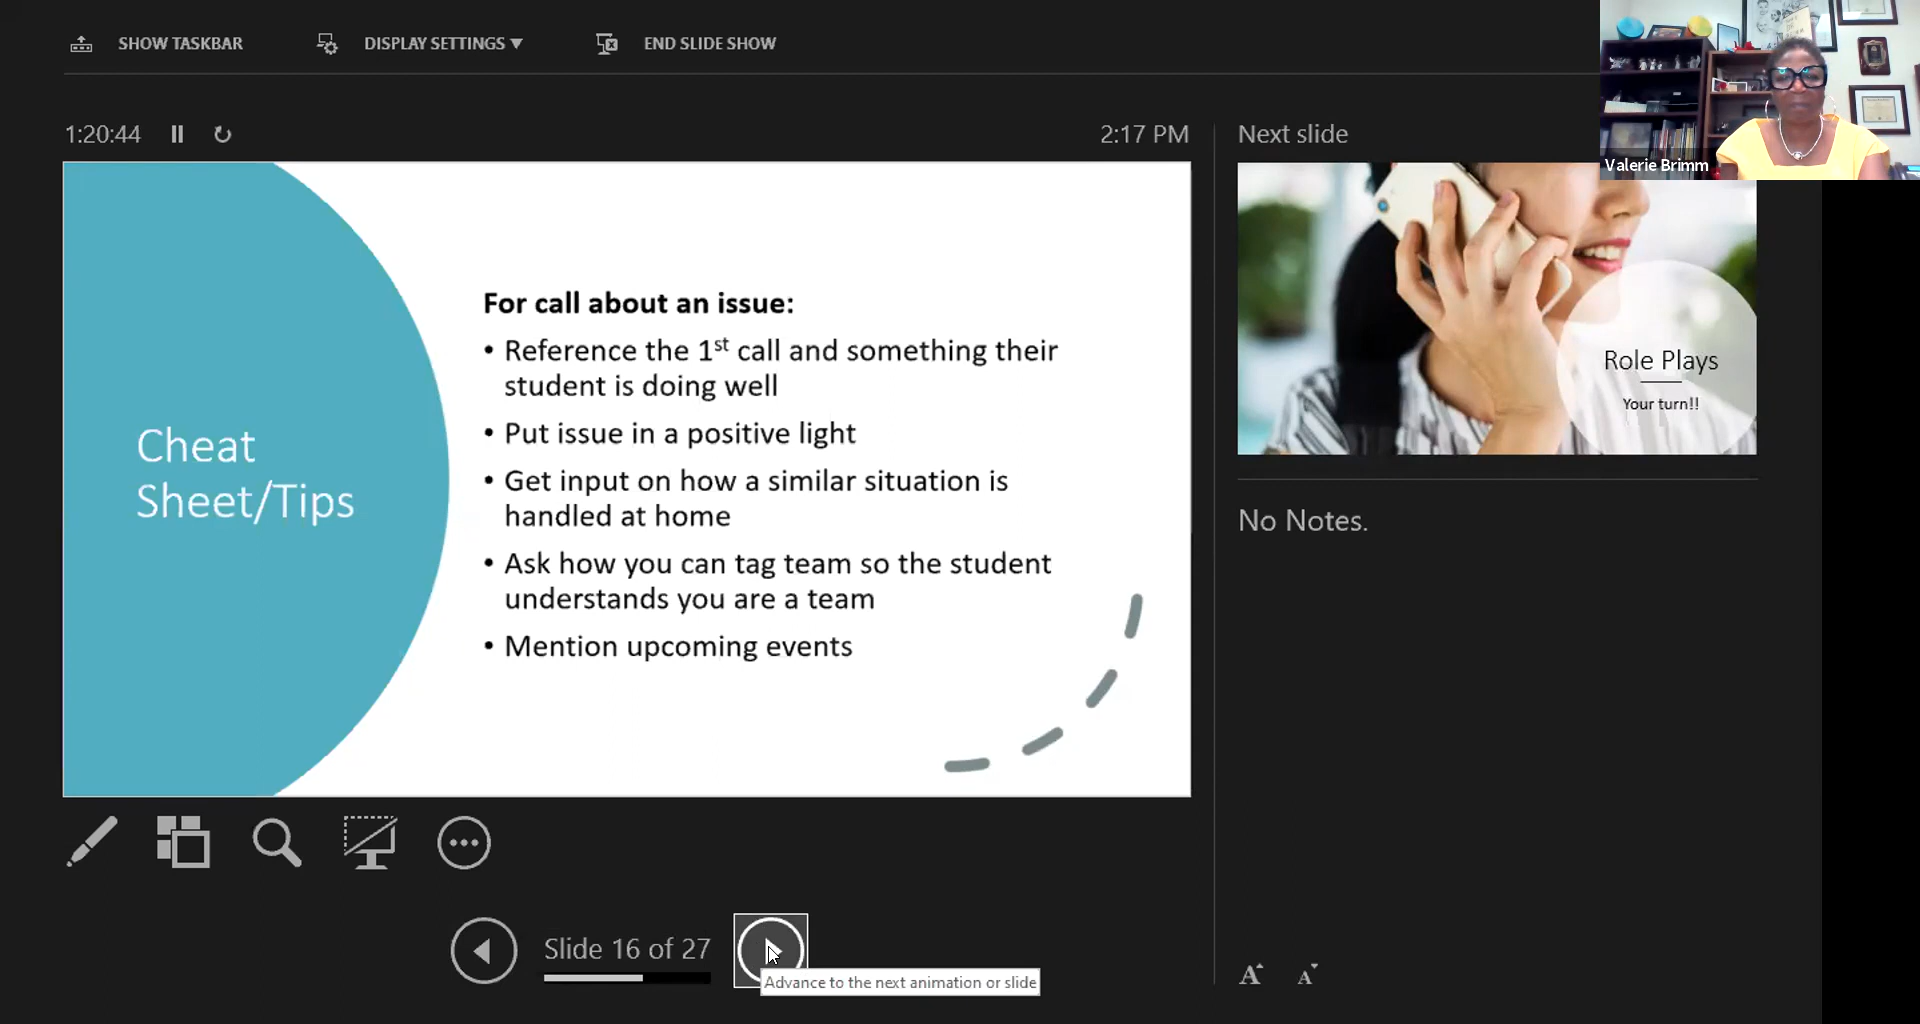 SHOW TASKBAR
DISPLAY SETTINGS ▼
END SLIDE SHOW
Valerie Brimm
1:20:44
2:17 PM
Next slide
For call about an issue:
• Reference the 1st call and something their
student is doing well
• Put issue in a positive light
• Get input on how a similar situation is
handled at home
• Ask how you can tag team so the student
understands you are a team
• Mention upcoming events
Cheat
Sheet/Tips
Role Plays
Your turn!!
No Notes.
Slide 16 of 27
Advance to the next animation or slide
A A